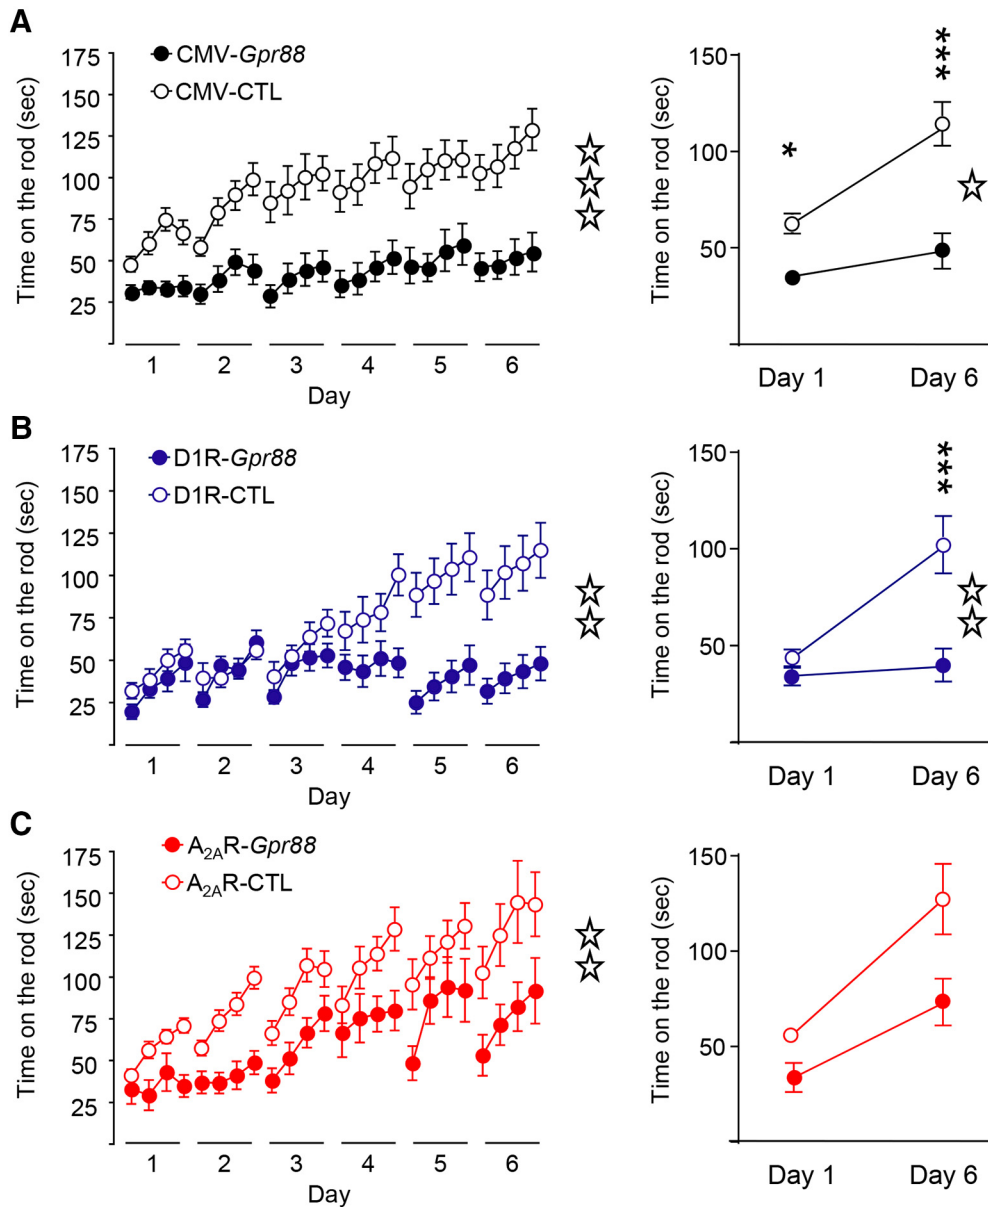 A
Time on the rod (sec)
175
150
125
100
75
50
25
CMV-Gpr88
CMV-CTL
1 2 3 4 5 6
Day
☆☆☆
Time on the rod (sec)
150
100
50
*
***
☆
Day 1 Day 6
B
Time on the rod (sec)
175
150
125
100
75
50
25
D1R-Gpr88
D1R-CTL
1 2 3 4 5 6
Day
☆☆
Time on the rod (sec)
150
100
50
***
☆☆
Day 1 Day 6
C
Time on the rod (sec)
175
150
125
100
75
50
25
A₂ₐR-Gpr88
A₂ₐR-CTL
1 2 3 4 5 6
Day
☆☆
Time on the rod (sec)
150
100
50
Day 1 Day 6